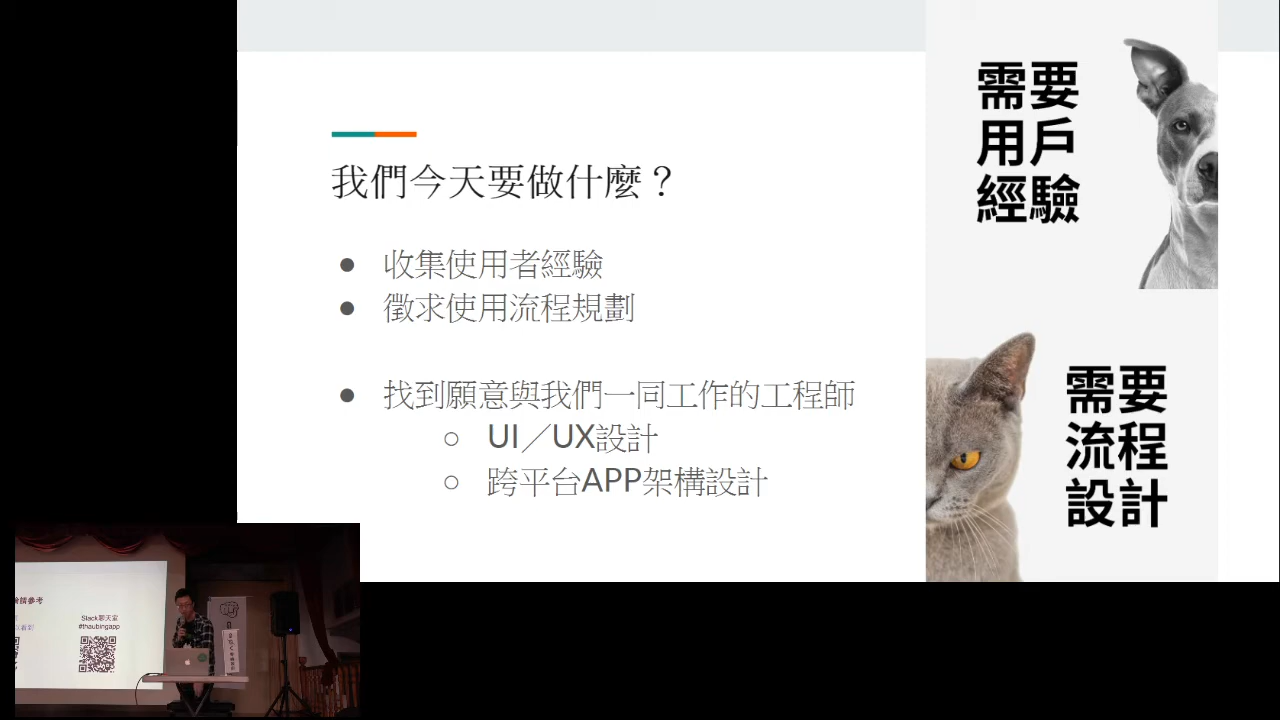 我們今天要做什麼？
● 收集使用者經驗
● 徵求使用流程規劃
● 找到願意與我們一同工作的工程師
○ UI／UX設計
○ 跨平台APP架構設計
需要
用戶
經驗
需要
流程
設計
Slack聊天室
#thaubingapp